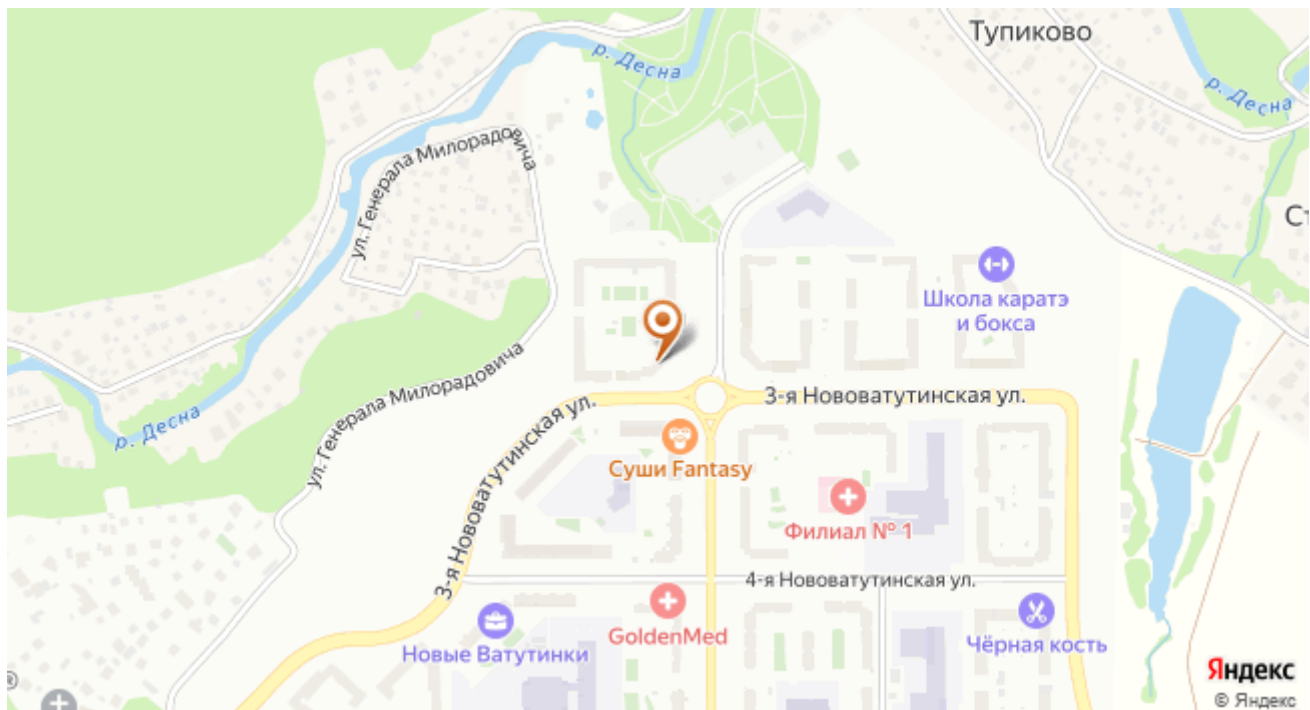 Тупиково
р. Десна
р. Десна
ул. Генерала Милорадовича
Ст
Школа каратэ
и бокса
ул. Генерала Милорадовича
3-я Нововатутинская ул.
р. Десна
Суши Fantasy
3-я Нововатутинская ул.
Филиал № 1
4-я Нововатутинская ул.
GoldenMed
Новые Ватутинки
Чёрная кость
Яндекс
© Яндекс